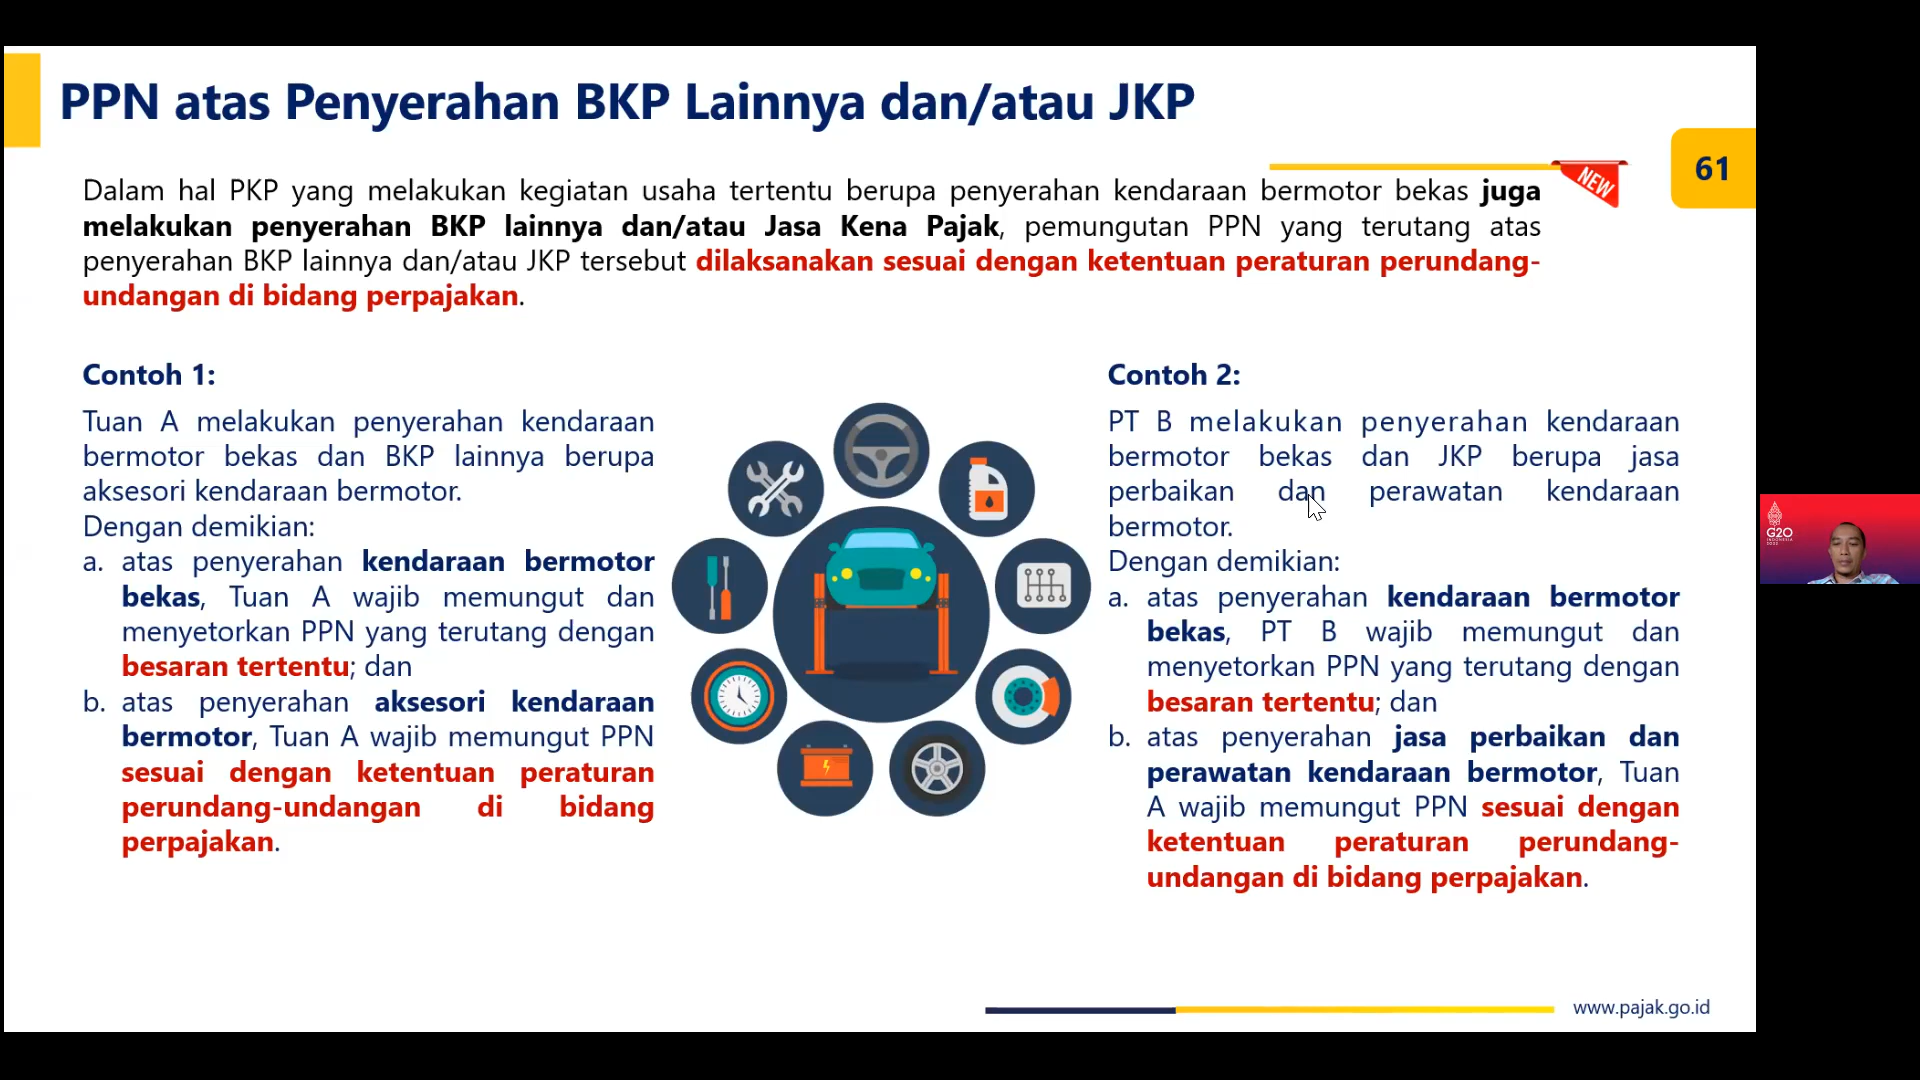 PPN atas Penyerahan BKP Lainnya dan/atau JKP
61
NEW
Dalam hal PKP yang melakukan kegiatan usaha tertentu berupa penyerahan kendaraan bermotor bekas juga
melakukan penyerahan BKP lainnya dan/atau Jasa Kena Pajak, pemungutan PPN yang terutang atas
penyerahan BKP lainnya dan/atau JKP tersebut dilaksanakan sesuai dengan ketentuan peraturan perundang-
undangan di bidang perpajakan.
Contoh 1:
Tuan A melakukan penyerahan kendaraan
bermotor bekas dan BKP lainnya berupa
aksesori kendaraan bermotor.
Dengan demikian:
a. atas penyerahan kendaraan bermotor
bekas, Tuan A wajib memungut dan
menyetorkan PPN yang terutang dengan
besaran tertentu; dan
b. atas penyerahan aksesori kendaraan
bermotor, Tuan A wajib memungut PPN
sesuai dengan ketentuan peraturan
perundang-undangan di bidang
perpajakan.
Contoh 2:
PT B melakukan penyerahan kendaraan
bermotor bekas dan JKP berupa jasa
perbaikan dan perawatan kendaraan
bermotor.
Dengan demikian:
a. atas penyerahan kendaraan bermotor
bekas, PT B wajib memungut dan
menyetorkan PPN yang terutang dengan
besaran tertentu; dan
b. atas penyerahan jasa perbaikan dan
perawatan kendaraan bermotor, Tuan
A wajib memungut PPN sesuai dengan
ketentuan peraturan perundang-
undangan di bidang perpajakan.
G20
INDONESIA
2022
www.pajak.go.id